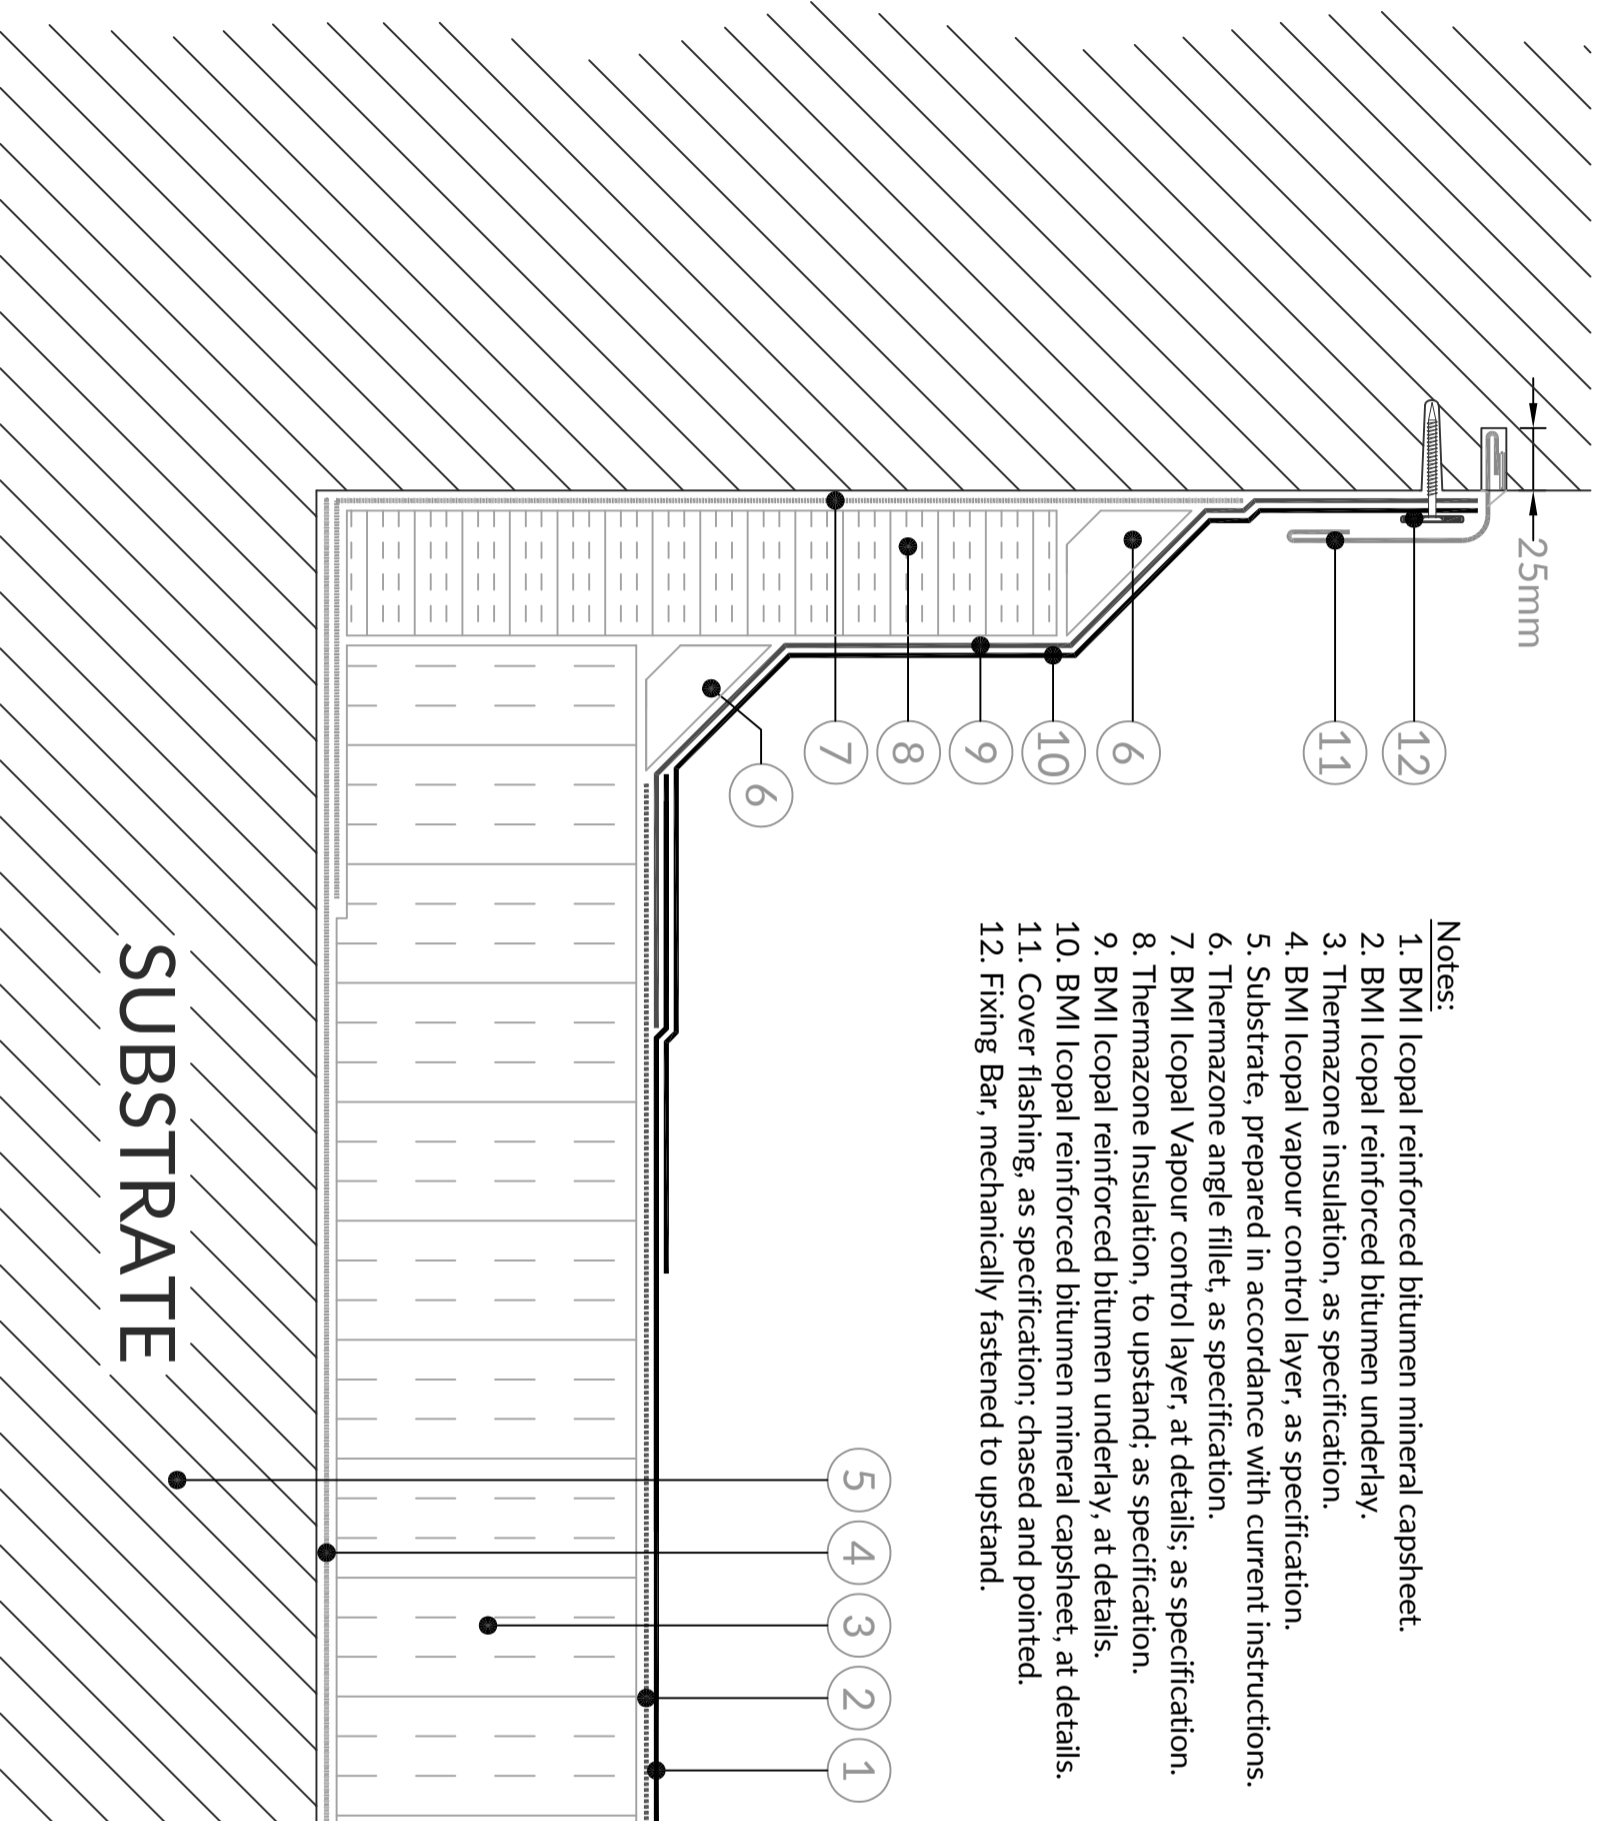 25mm
12
11
6
10
9
8
7
6
Notes:
1. BMI Icopal reinforced bitumen mineral capsheet.
2. BMI Icopal reinforced bitumen underlay.
3. Thermazone insulation, as specification.
4. BMI Icopal vapour control layer, as specification.
5. Substrate, prepared in accordance with current instructions.
6. Thermazone angle fillet, as specification.
7. BMI Icopal Vapour control layer, at details; as specification.
8. Thermazone Insulation, to upstand; as specification.
9. BMI Icopal reinforced bitumen underlay, at details.
10. BMI Icopal reinforced bitumen mineral capsheet, at details.
11. Cover flashing, as specification; chased and pointed.
12. Fixing Bar, mechanically fastened to upstand.
5
4
3
2
1
SUBSTRATE